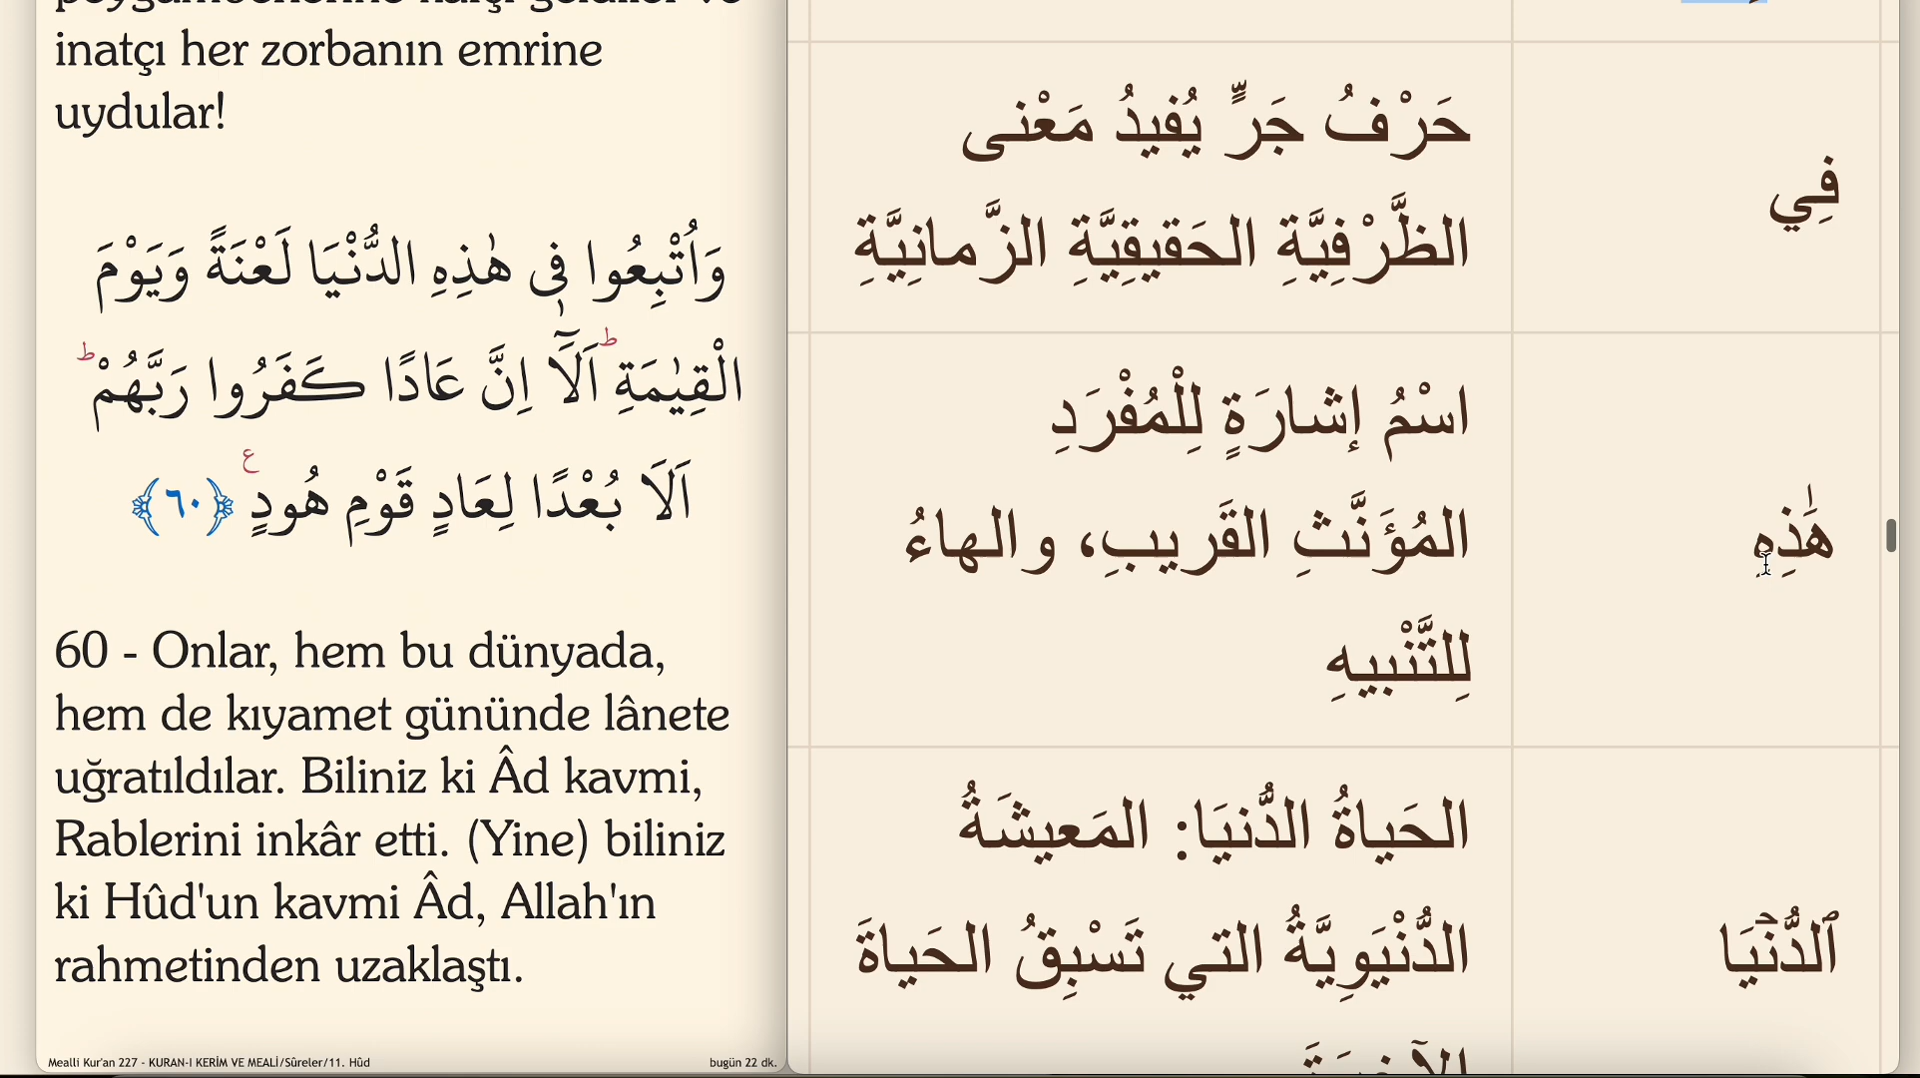 inatçı her zorbanın emrine
uydular!
وَاُتْبِعُوا فٖى هٰذِهِ الدُّنْيَا لَعْنَةً وَيَوْمَ
الْقِيٰمَةِ ط اَلَٓا اِنَّ عَادًا كَفَرُوا رَبَّهُمْ ط
اَلَا بُعْدًا لِعَادٍ قَوْمِ هُودٍ ع ﴿٦٠﴾
60 - Onlar, hem bu dünyada,
hem de kıyamet gününde lânete
uğratıldılar. Biliniz ki Âd kavmi,
Rablerini inkâr etti. (Yine) biliniz
ki Hûd'un kavmi Âd, Allah'ın
rahmetinden uzaklaştı.
Mealli Kur'an 227 - KURAN-I KERİM VE MEALİ/Sûreler/11. Hûd
bugün 22 dk.
فِي
حَرْفُ جَرٍّ يُفيدُ مَعْنى
الظَّرْفِيَّةِ الحَقيقِيَّةِ الزَّمانِيَّةِ
هَٰذِهِ
اسْمُ إشارَةٍ لِلْمُفْرَدِ
المُؤَنَّثِ القَريبِ، والهاءُ
لِلتَّنْبيهِ
ٱلدُّنۡيَا
الحَياةُ الدُّنيَا: المَعيشَةُ
الدُّنْيَوِيَّةُ التي تَسْبِقُ الحَياةَ